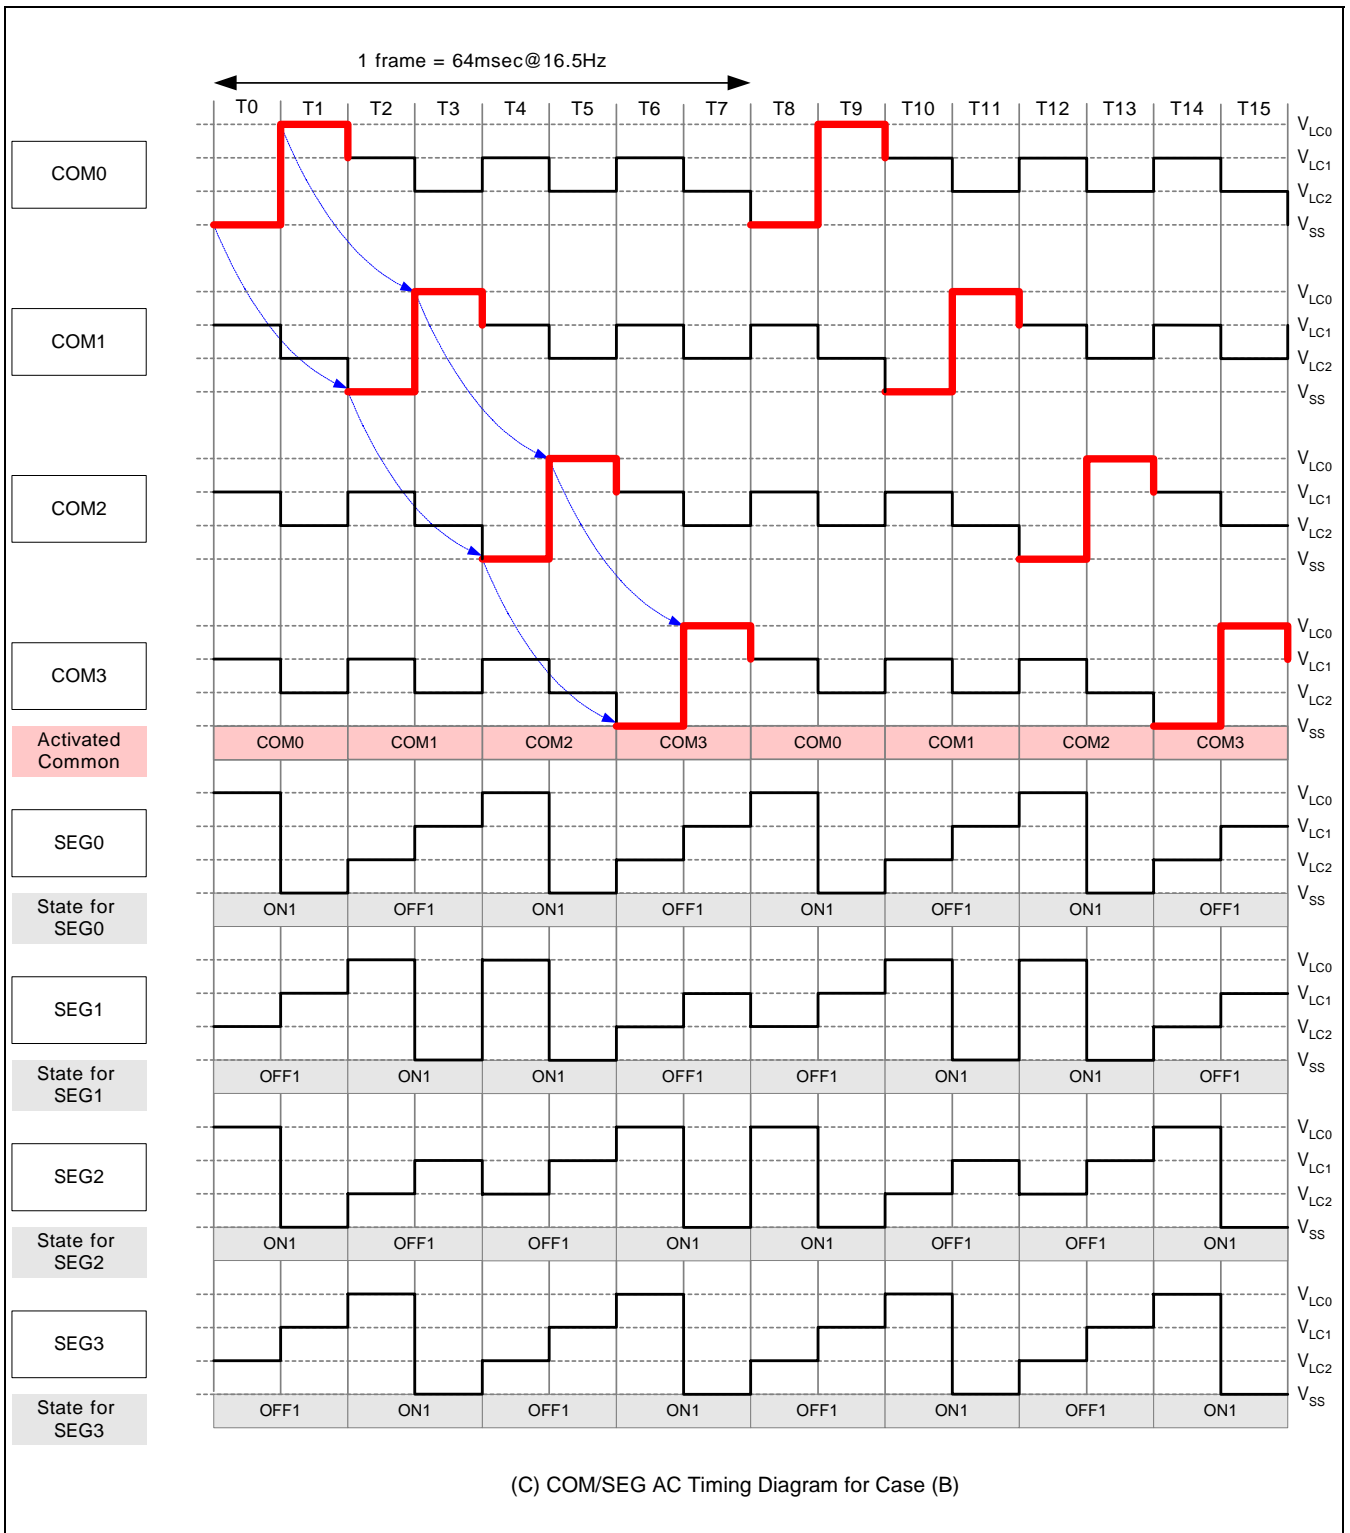 1 frame = 64msec@16.5Hz
T0 T1 T2 T3 T4 T5 T6 T7 T8 T9 T10 T11 T12 T13 T14 T15
COM0
VLC0
VLC1
VLC2
VSS
COM1
VLC0
VLC1
VLC2
VSS
COM2
VLC0
VLC1
VLC2
VSS
COM3
VLC0
VLC1
VLC2
VSS
Activated
Common
COM0 COM1 COM2 COM3 COM0 COM1 COM2 COM3
SEG0
VLC0
VLC1
VLC2
VSS
State for
SEG0
ON1 OFF1 ON1 OFF1 ON1 OFF1 ON1 OFF1
SEG1
VLC0
VLC1
VLC2
VSS
State for
SEG1
OFF1 ON1 ON1 OFF1 OFF1 ON1 ON1 OFF1
SEG2
VLC0
VLC1
VLC2
VSS
State for
SEG2
ON1 OFF1 OFF1 ON1 ON1 OFF1 OFF1 ON1
SEG3
VLC0
VLC1
VLC2
VSS
State for
SEG3
OFF1 ON1 OFF1 ON1 OFF1 ON1 OFF1 ON1
(C) COM/SEG AC Timing Diagram for Case (B)